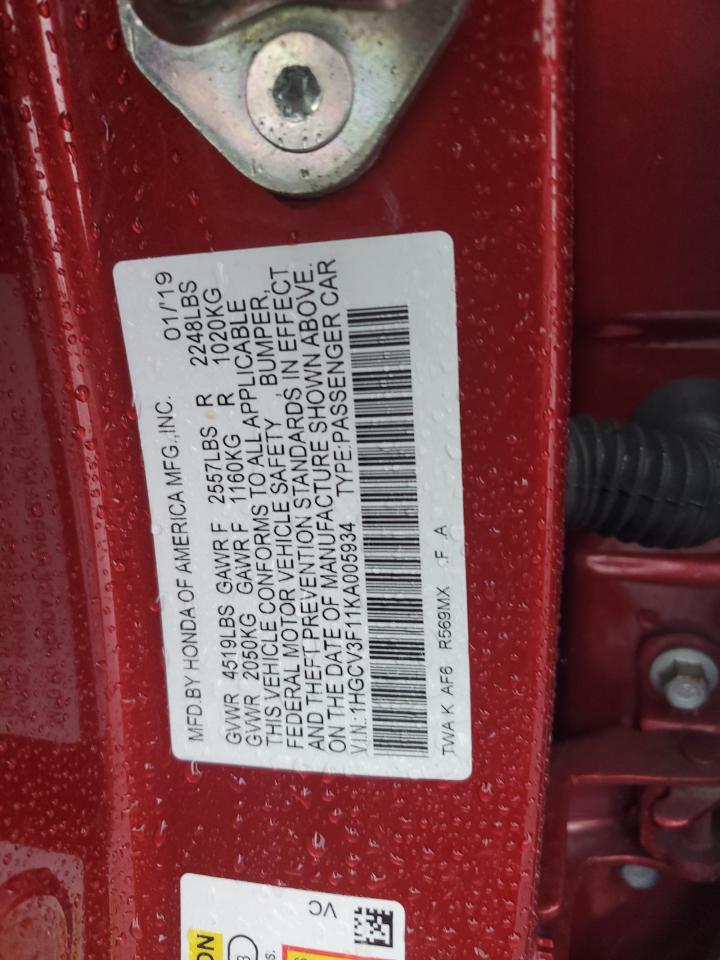 MFD.BY HONDA OF AMERICA MFG.,INC. 01/'19
GVWR 4519LBS GAWR F 2557LBS R 2248LBS
GVWR 2050KG GAWR F 1160KG R 1020KG
THIS VEHICLE CONFORMS TO ALL APPLICABLE
FEDERAL MOTOR VEHICLE SAFETY , BUMPER,
AND THEFT PREVENTION STANDARDS IN EFFECT
ON THE DATE OF MANUFACTURE SHOWN ABOVE.
V.I.N.:1HGCV3F11KA005934 TYPE:PASSENGER CAR
TWA K AF6 R569MX F A
VC